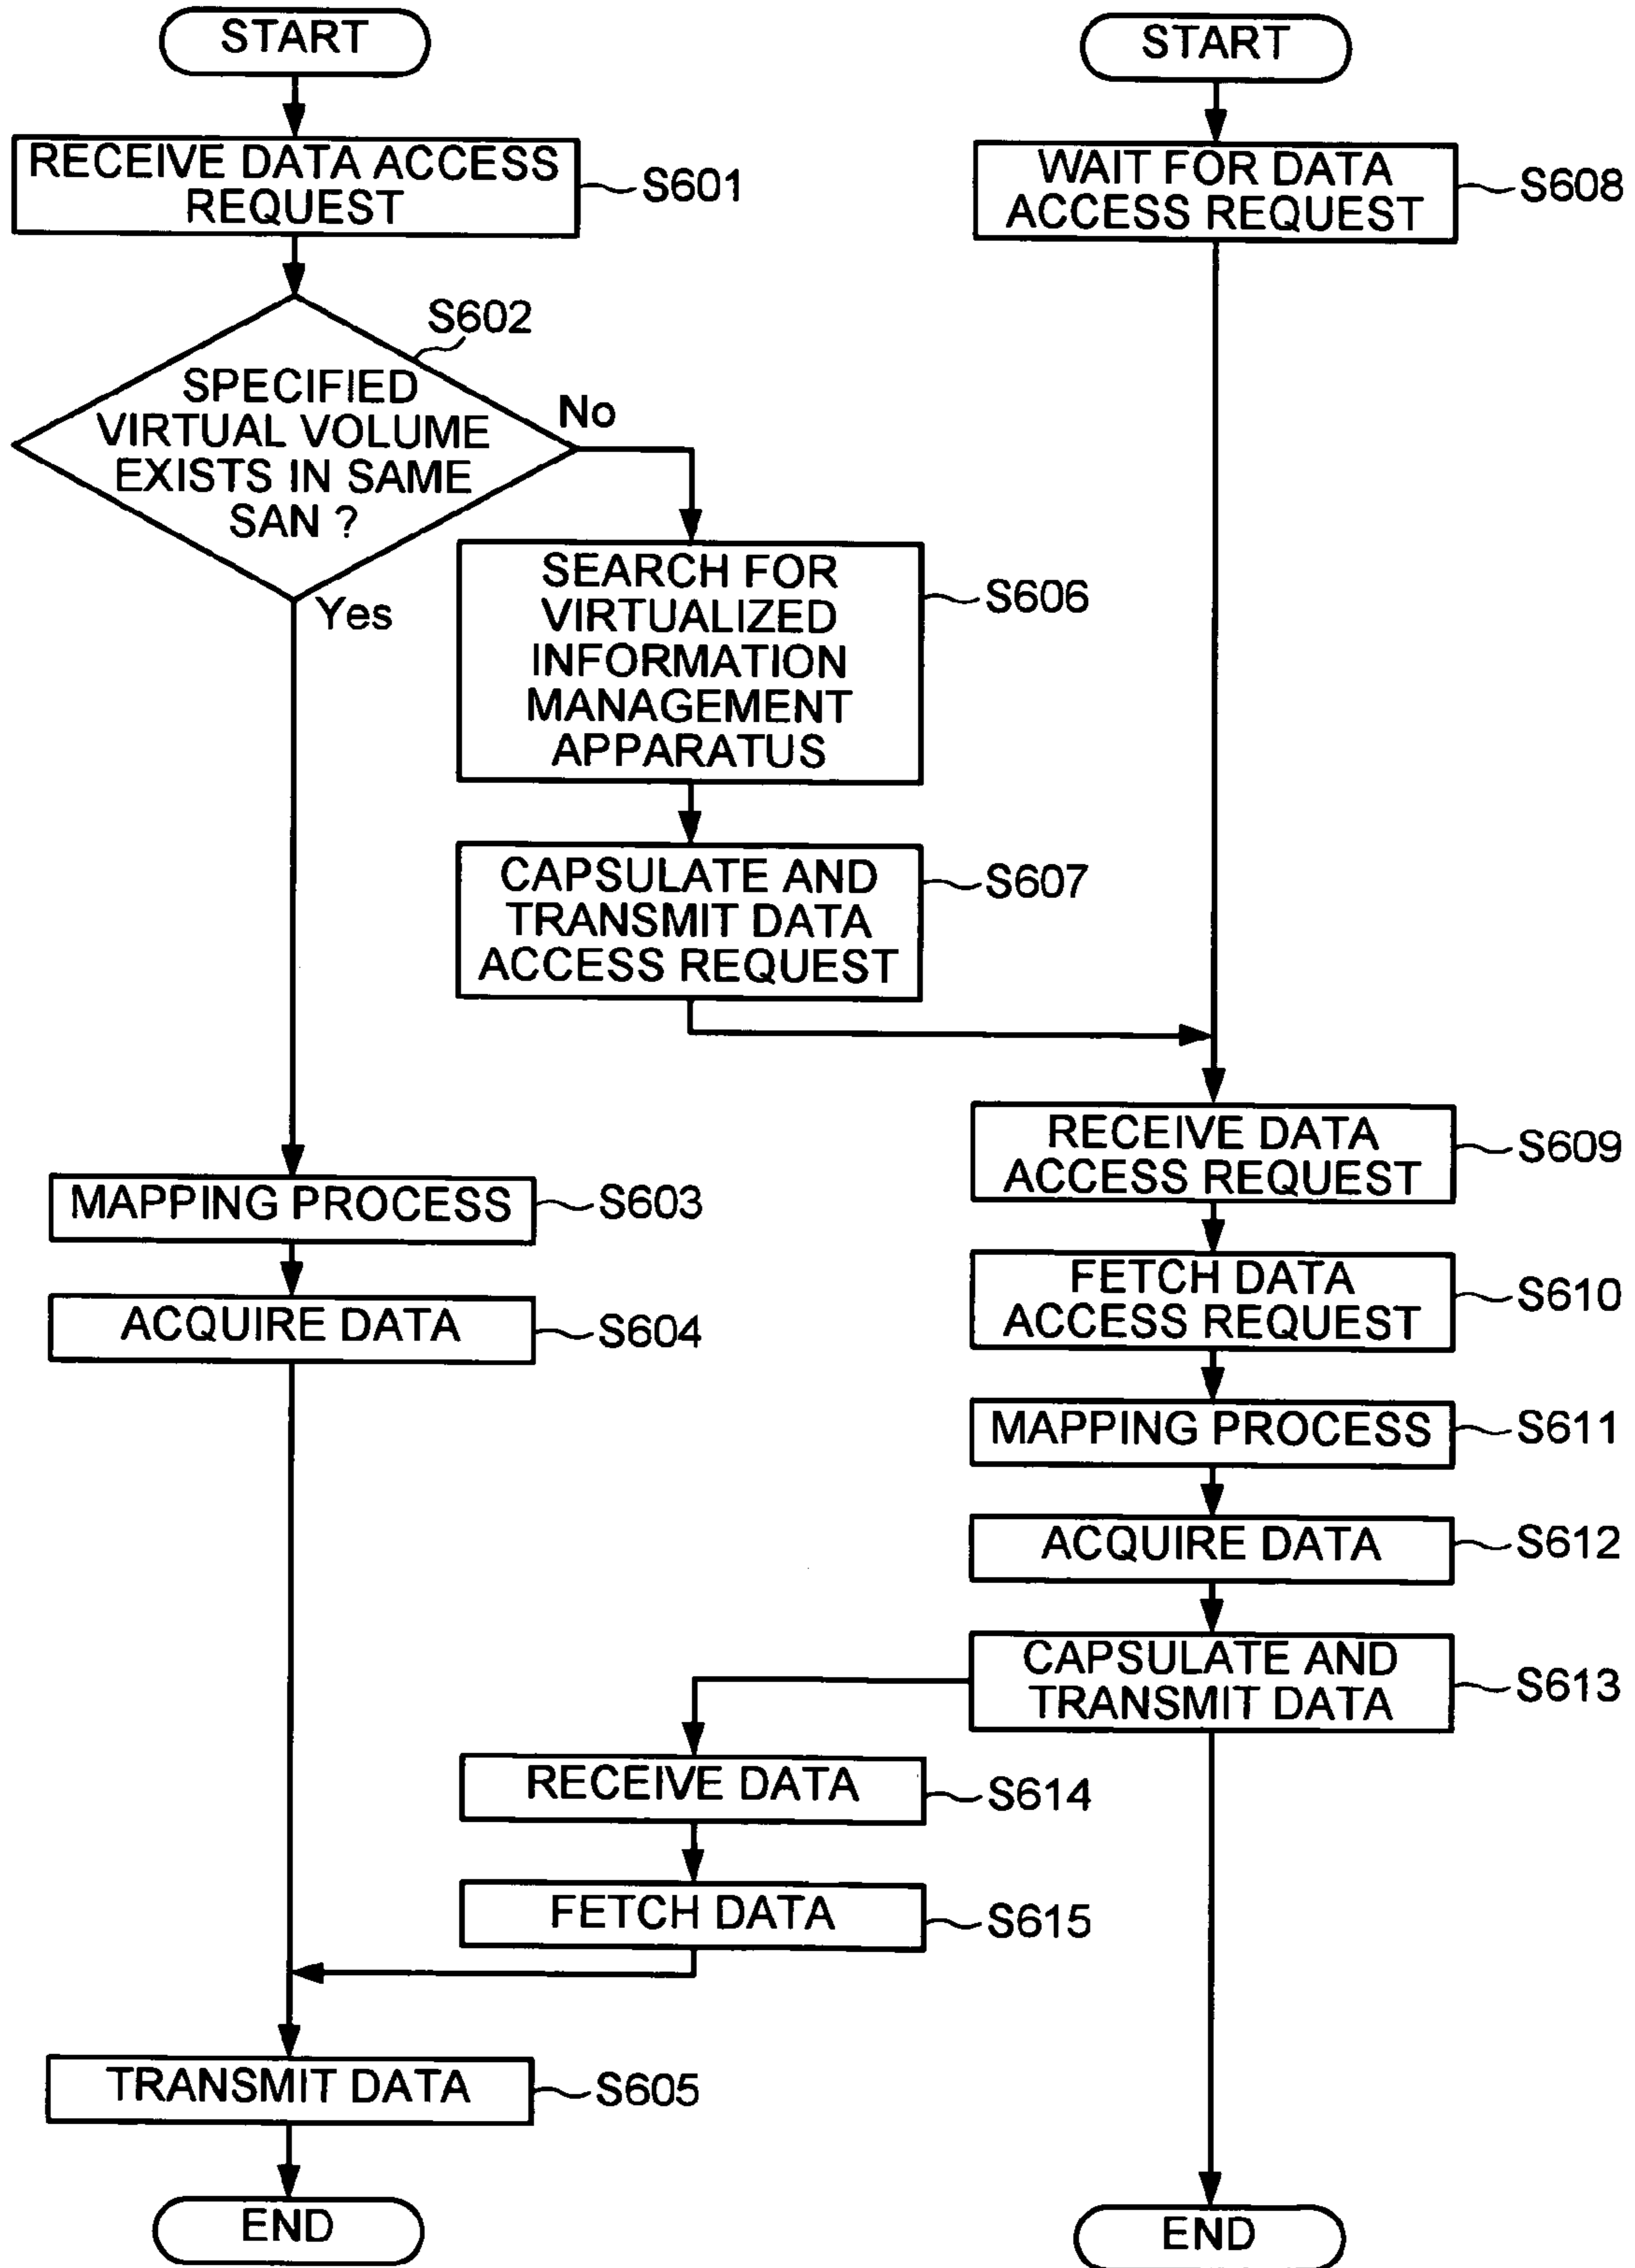 START
RECEIVE DATA ACCESS
REQUEST
S601
S602
SPECIFIED
VIRTUAL VOLUME
EXISTS IN SAME
SAN ?
No
Yes
SEARCH FOR
VIRTUALIZED
INFORMATION
MANAGEMENT
APPARATUS
S606
CAPSULATE AND
TRANSMIT DATA
ACCESS REQUEST
S607
MAPPING PROCESS
S603
ACQUIRE DATA
S604
START
WAIT FOR DATA
ACCESS REQUEST
S608
RECEIVE DATA
ACCESS REQUEST
S609
FETCH DATA
ACCESS REQUEST
S610
MAPPING PROCESS
S611
ACQUIRE DATA
S612
CAPSULATE AND
TRANSMIT DATA
S613
RECEIVE DATA
S614
FETCH DATA
S615
TRANSMIT DATA
S605
END
END